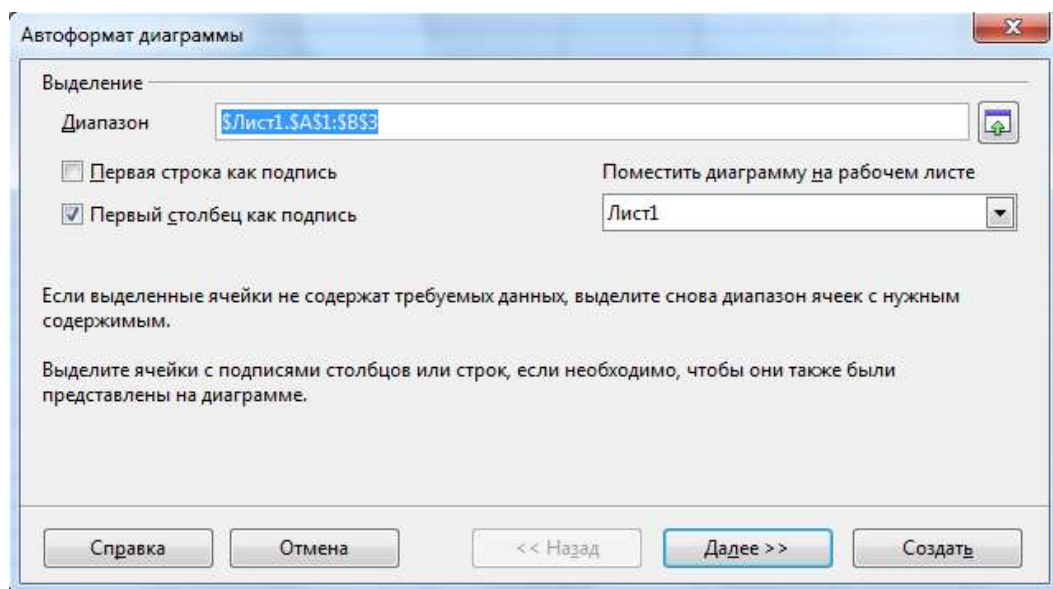 Автоформат диаграммы
Выделение
Диапазон
$Лист1.$A$1:$B$3
Первая строка как подпись
Поместить диаграмму на рабочем листе
Первый столбец как подпись
Лист1
Если выделенные ячейки не содержат требуемых данных, выделите снова диапазон ячеек с нужным
содержимым.
Выделите ячейки с подписями столбцов или строк, если необходимо, чтобы они также были
представлены на диаграмме.
Справка
Отмена
<< Назад
Далее >>
Создать